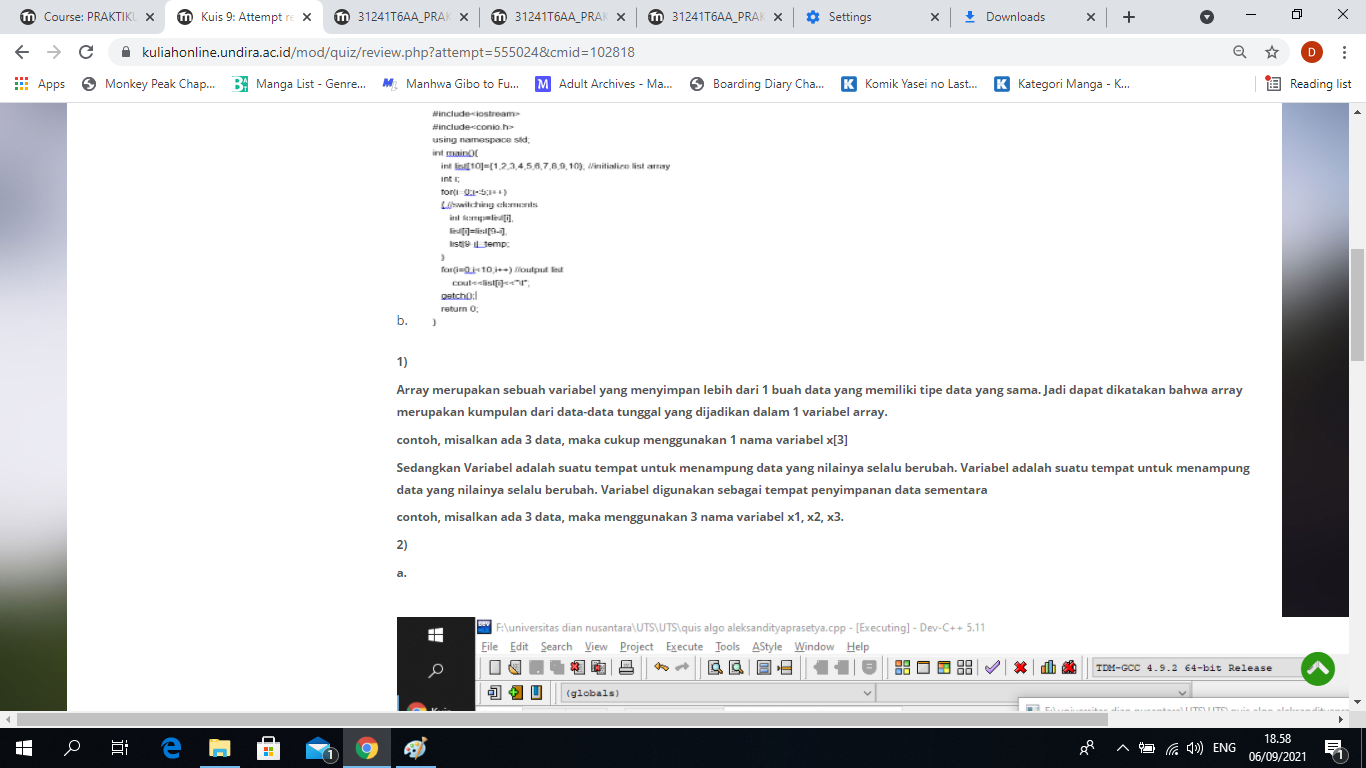 Course: PRAKTIKU
Kuis 9: Attempt re
31241T6AA_PRAK
31241T6AA_PRAK
31241T6AA_PRAK
Settings
Downloads
kuliahonline.undira.ac.id/mod/quiz/review.php?attempt=555024&cmid=102818
D
Apps
Monkey Peak Chap...
Manga List - Genre...
Manhwa Gibo to Fu...
Adult Archives - Ma...
Boarding Diary Cha...
Komik Yasei no Last...
Kategori Manga - K...
Reading list
#include<iostream>
#include<conio.h>
using namespace std;
int main(){
int list[10]={1,2,3,4,5,6,7,8,9,10}; //initialize list array
int i;
for(i=0;i<5;i++)
{ //switching elements
int temp=list[i];
list[i]=list[9-i];
list[9-i]=temp;
}
for(i=0;i<10;i++) //output list
cout<<list[i]<<"\t";
getch();
return 0;
}
b.
1)
Array merupakan sebuah variabel yang menyimpan lebih dari 1 buah data yang memiliki tipe data yang sama. Jadi dapat dikatakan bahwa array
merupakan kumpulan dari data-data tunggal yang dijadikan dalam 1 variabel array.
contoh, misalkan ada 3 data, maka cukup menggunakan 1 nama variabel x[3]
Sedangkan Variabel adalah suatu tempat untuk menampung data yang nilainya selalu berubah. Variabel adalah suatu tempat untuk menampung
data yang nilainya selalu berubah. Variabel digunakan sebagai tempat penyimpanan data sementara
contoh, misalkan ada 3 data, maka menggunakan 3 nama variabel x1, x2, x3.
2)
a.
F:\universitas dian nusantara\UTS\UTS\quis algo aleksandityaprasetya.cpp - [Executing] - Dev-C++ 5.11
File Edit Search View Project Execute Tools AStyle Window Help
TDM-GCC 4.9.2 64-bit Release
(globals)
1
ENG
18.58
06/09/2021
1